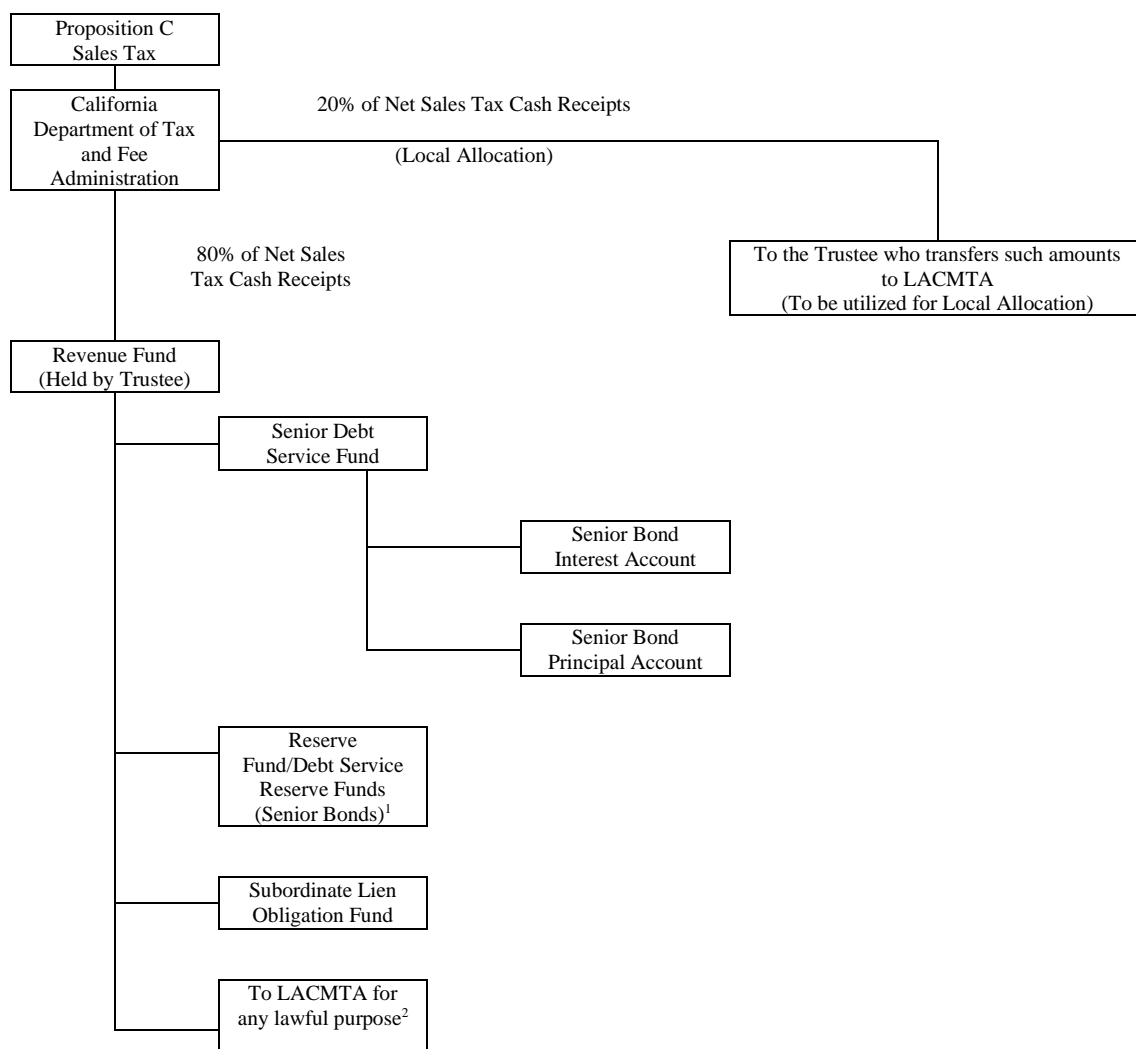 Proposition C
Sales Tax
California
Department of Tax
and Fee
Administration
20% of Net Sales Tax Cash Receipts
(Local Allocation)
80% of Net Sales
Tax Cash Receipts
To the Trustee who transfers such amounts
to LACMTA
(To be utilized for Local Allocation)
Revenue Fund
(Held by Trustee)
Senior Debt
Service Fund
Senior Bond
Interest Account
Senior Bond
Principal Account
Reserve
Fund/Debt Service
Reserve Funds
(Senior Bonds)¹
Subordinate Lien
Obligation Fund
To LACMTA for
any lawful purpose²